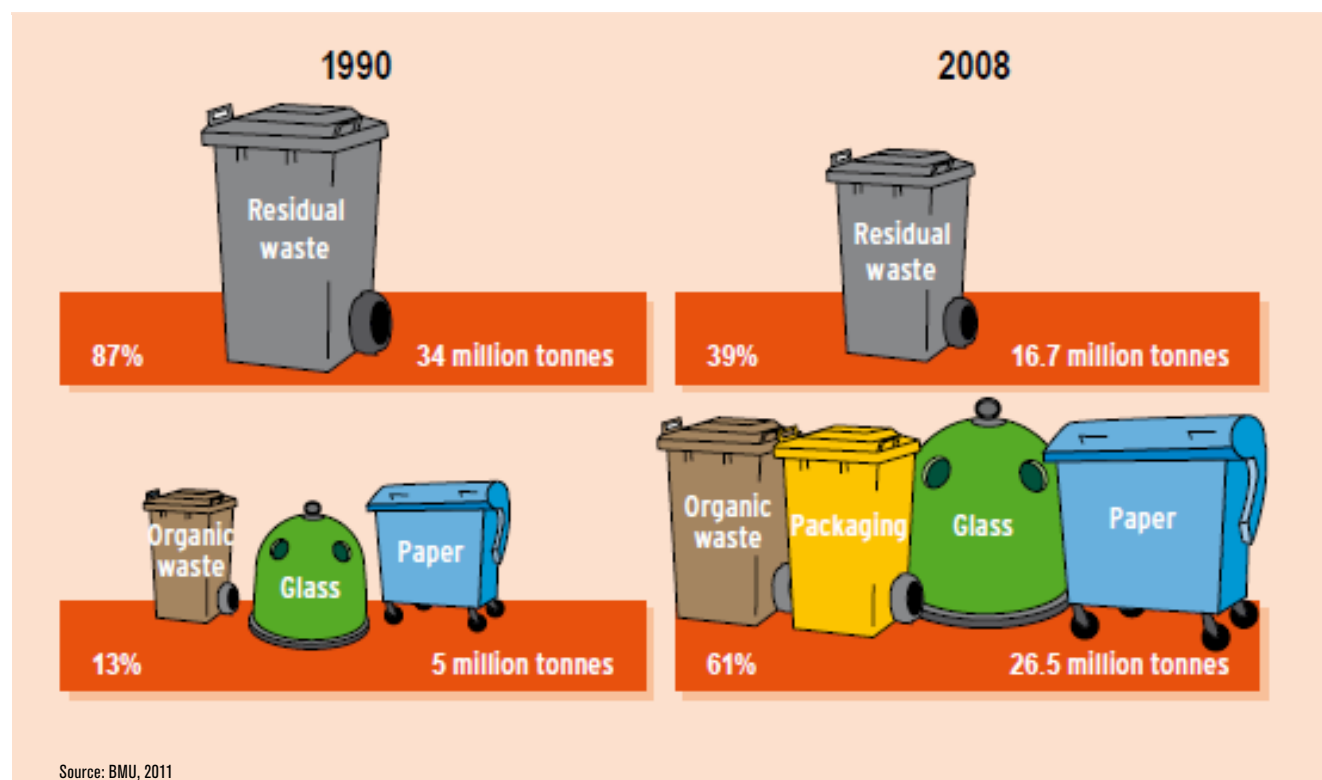 1990
2008
Residual
waste
87%
34 million tonnes
Residual
waste
39%
16.7 million tonnes
Organic
waste
Glass
Paper
13%
5 million tonnes
Organic
waste
Packaging
Glass
Paper
61%
26.5 million tonnes
Source: BMU, 2011